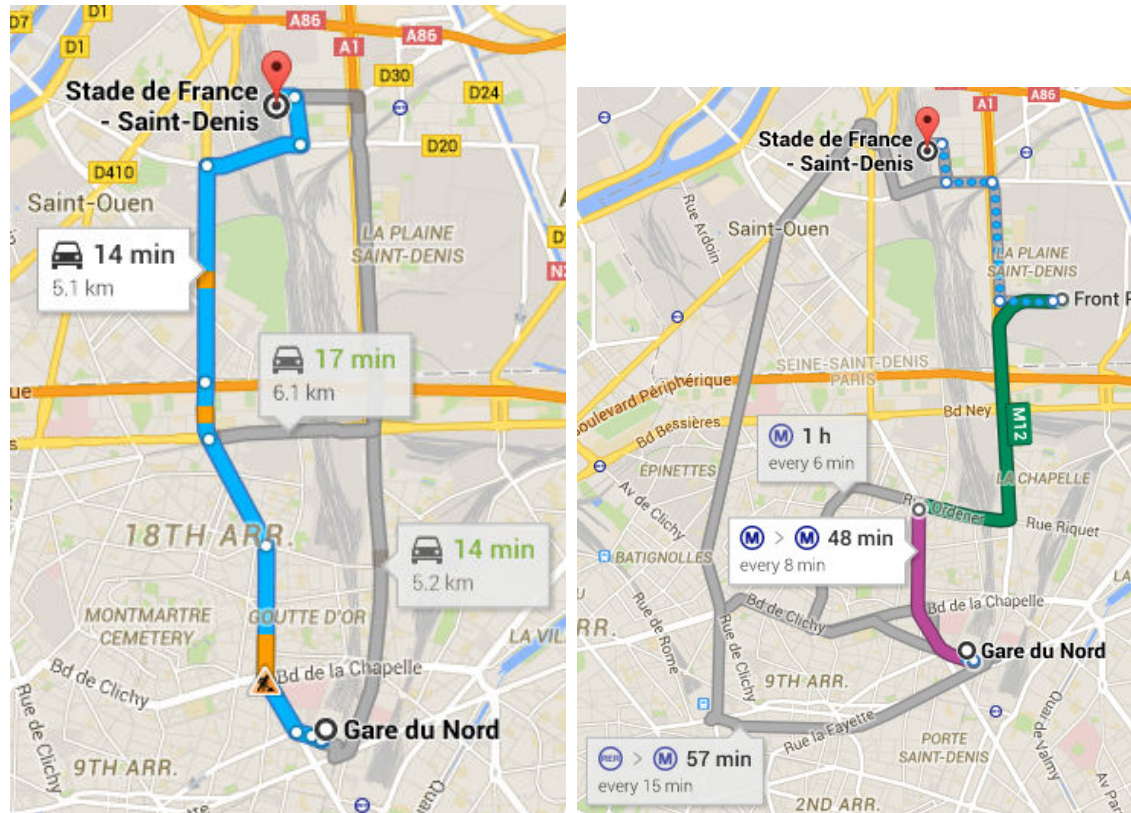 D7
D1
A86
A1
A86
D1
Stade de France
- Saint-Denis
D30
D24
D20
D410
Saint-Ouen
14 min
5.1 km
LA PLAINE
SAINT-DENIS
17 min
6.1 km
18TH ARR.
14 min
5.2 km
MONTMARTRE
CEMETERY
GOUTTE D'OR
LA VIL
Bd de Clichy
Bd de la Chapelle
Rue de Clichy
Gare du Nord
9TH ARR.
A86
A1
Stade de France
- Saint-Denis
Rue Ardoin
Saint-Ouen
LA PLAINE
SAINT-DENIS
Front P
SEINE-SAINT-DENIS
PARIS
Boulevard Périphérique
Bd Ney
Bd Bessières
M12
M 1 h
every 6 min
ÉPINETTES
LA CHAPELLE
Av de Clichy
Rue Ordener
Rue Riquet
M > M 48 min
every 8 min
BATIGNOLLES
Bd de Clichy
Bd de la Chapelle
Rue de Rome
Rue de Clichy
Gare du Nord
9TH ARR.
Rue la Fayette
Quai de Valmy
RER > M 57 min
every 15 min
PORTE
SAINT-DENIS
2ND ARR.